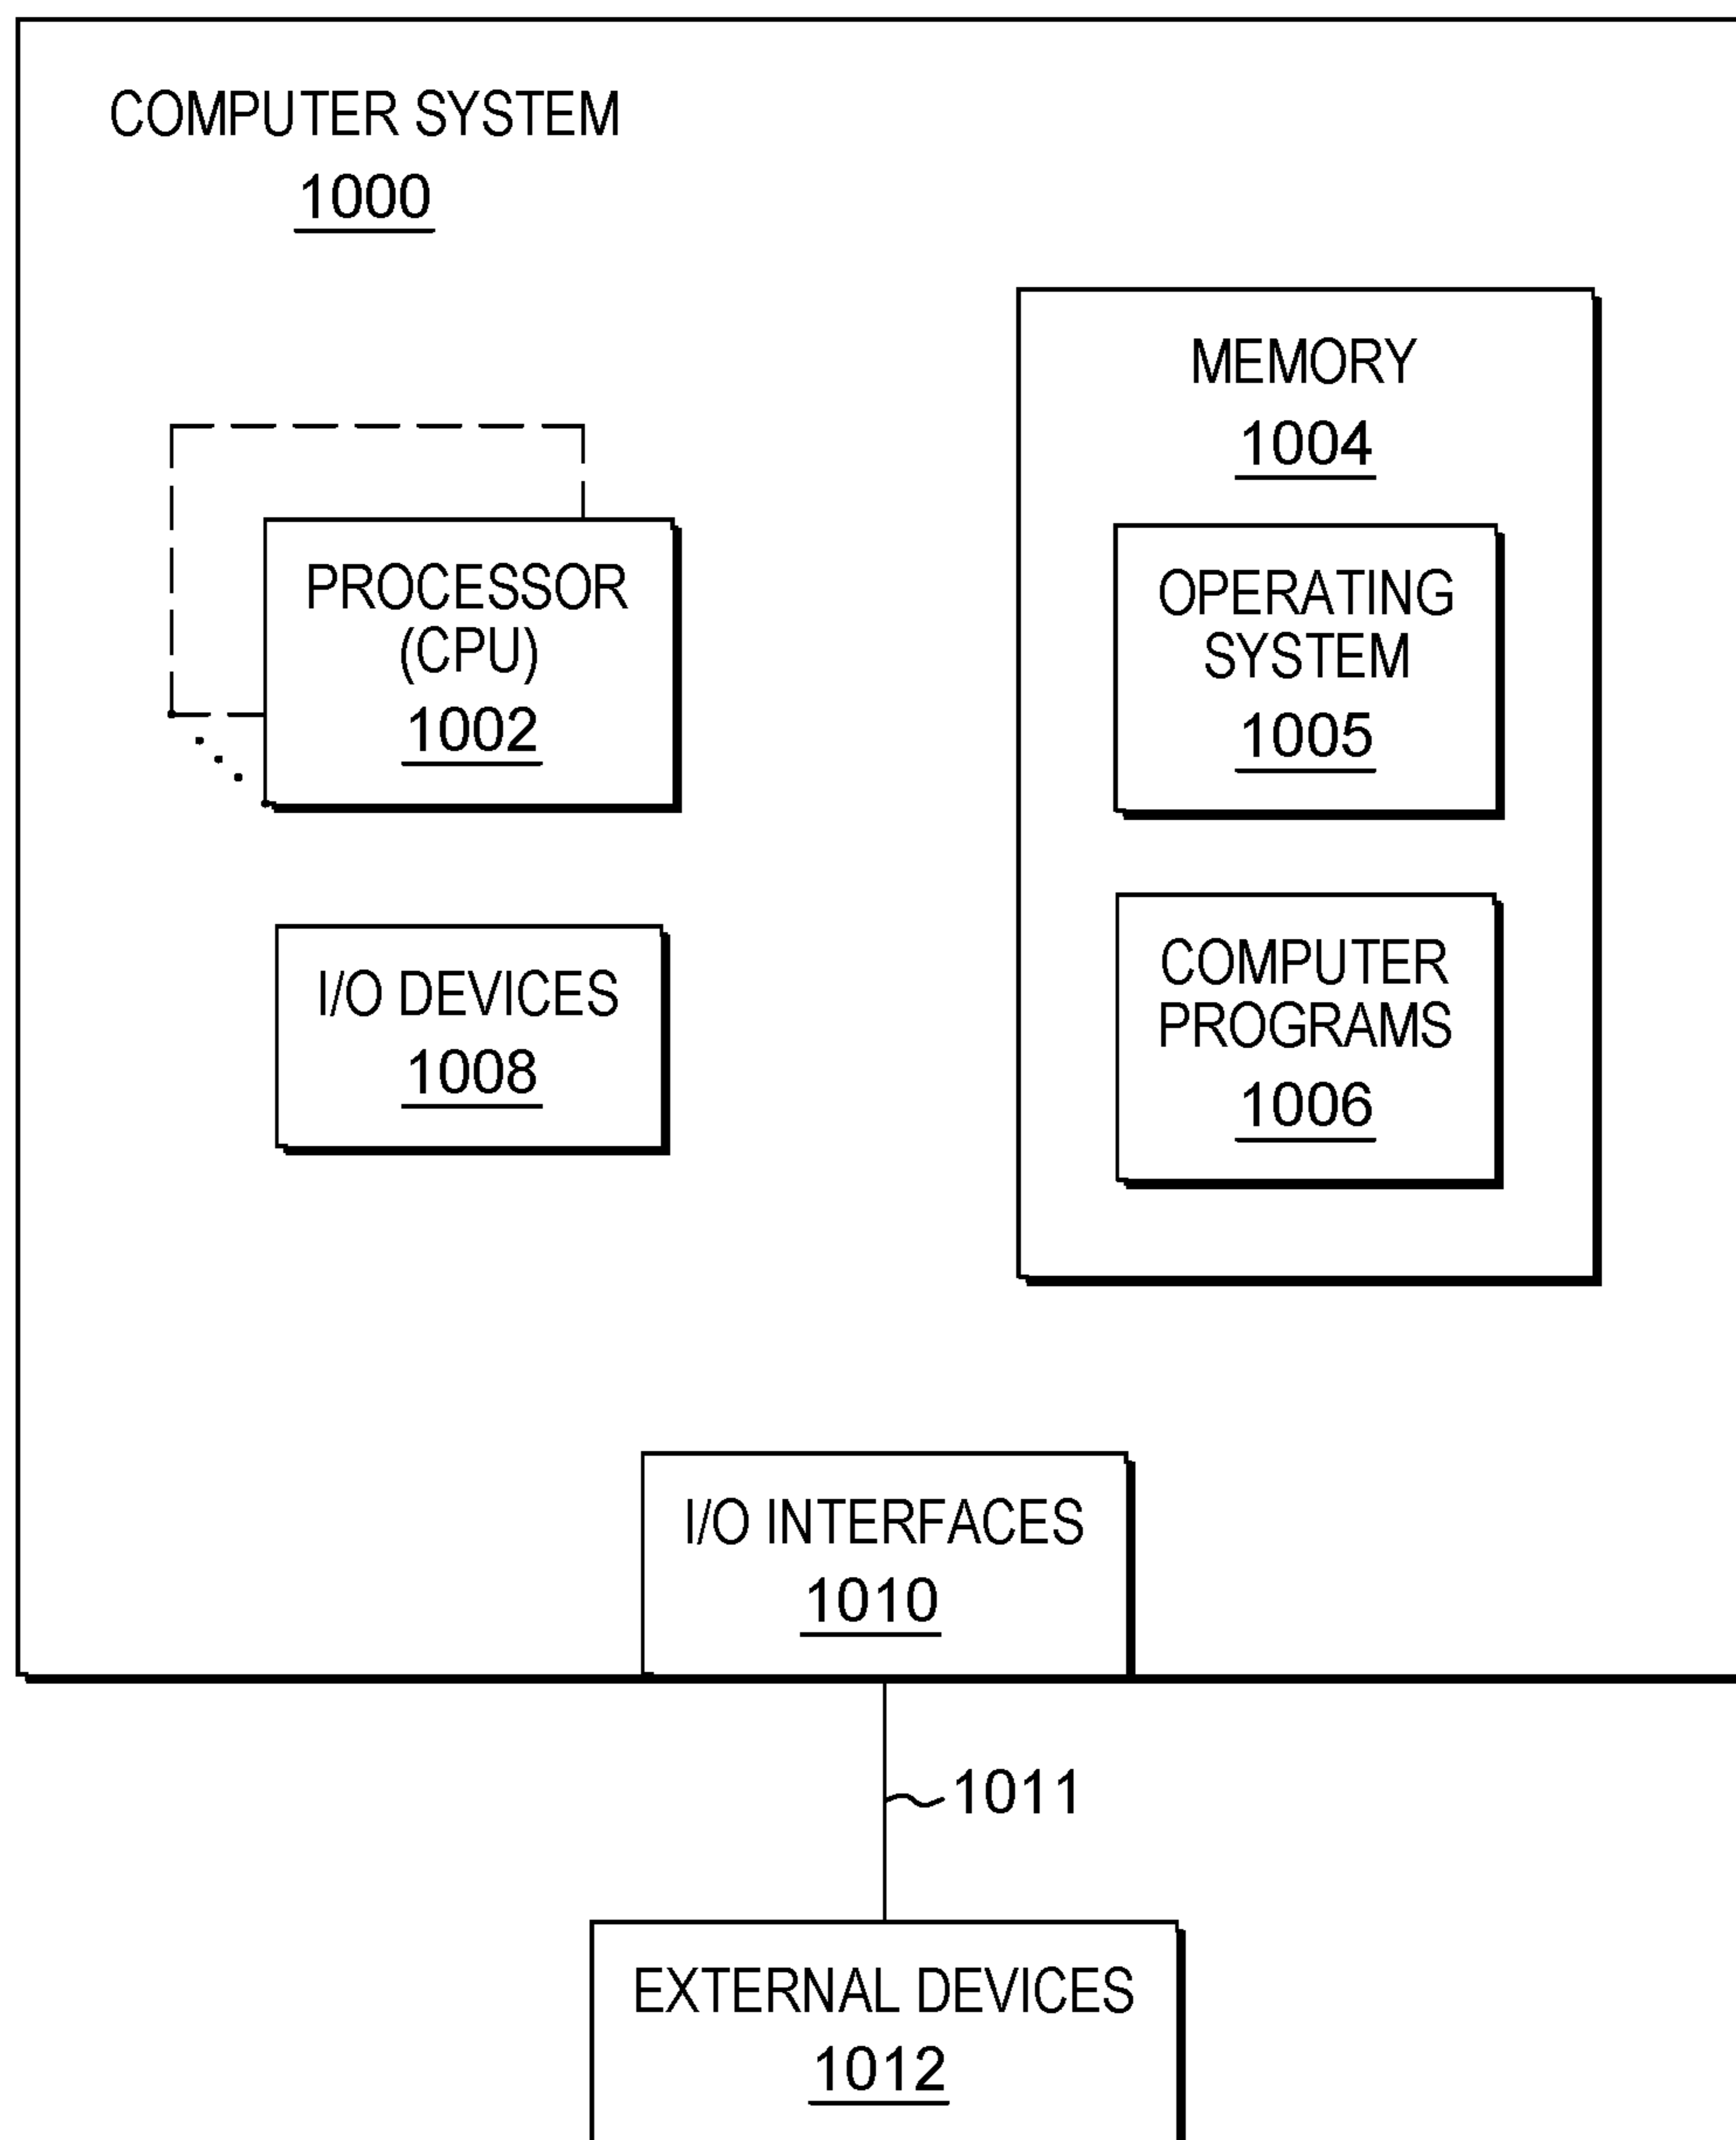 COMPUTER SYSTEM
1000
MEMORY
1004
PROCESSOR
(CPU)
1002
OPERATING
SYSTEM
1005
I/O DEVICES
1008
COMPUTER
PROGRAMS
1006
I/O INTERFACES
1010
1011
EXTERNAL DEVICES
1012